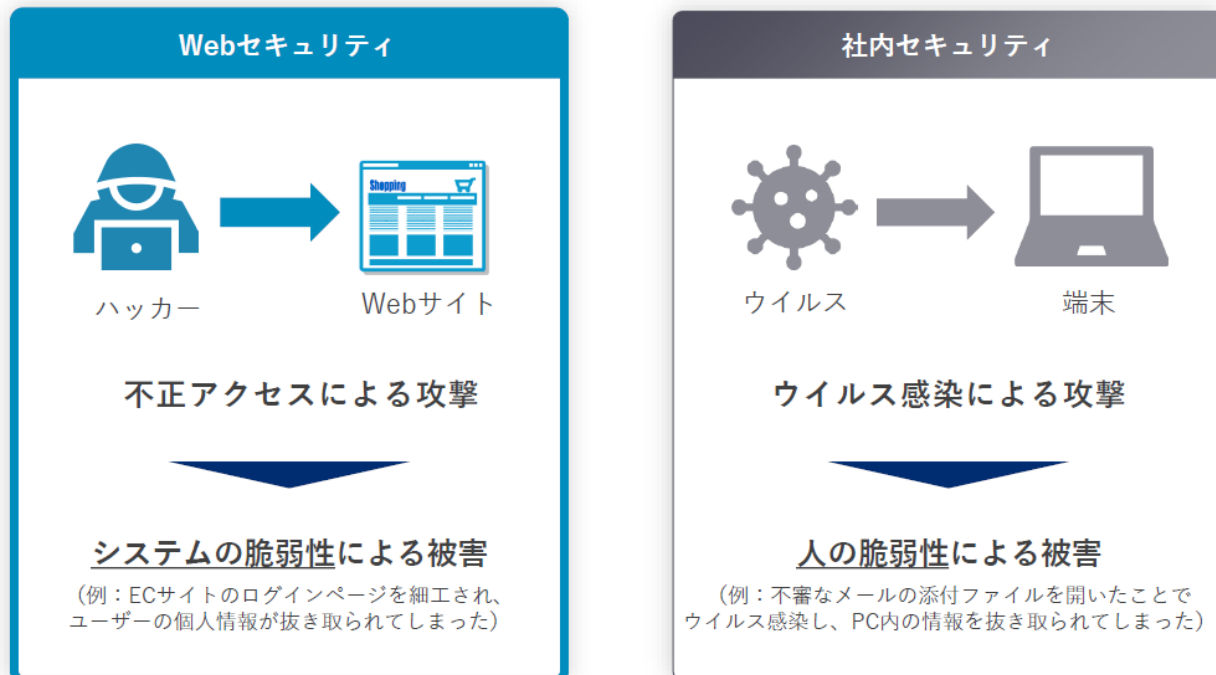 Webセキュリティ
Shopping
ハッカー
Webサイト
不正アクセスによる攻撃
システムの脆弱性による被害
（例：ECサイトのログインページを細工され、
ユーザーの個人情報が抜き取られてしまった）
社内セキュリティ
ウイルス
端末
ウイルス感染による攻撃
人の脆弱性による被害
（例：不審なメールの添付ファイルを開いたことで
ウイルス感染し、PC内の情報を抜き取られてしまった）